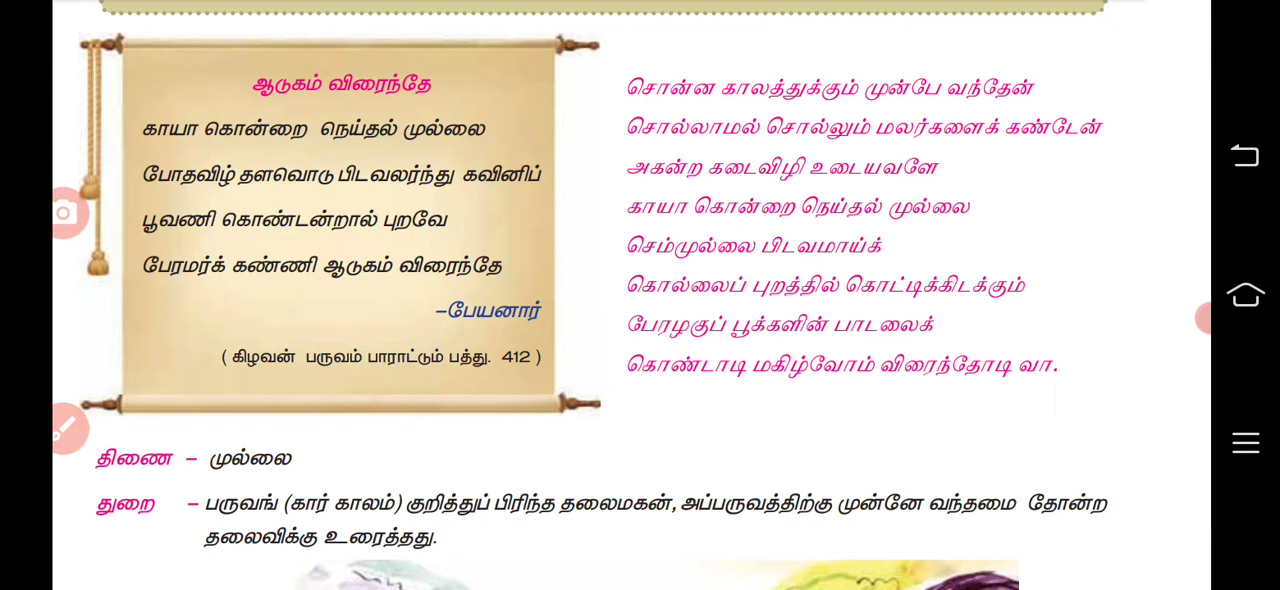 ஆடுகம் விரைந்தே
காயா கொன்றை நெய்தல் முல்லை
போதவிழ் தளவொடு பிடவலர்ந்து கவினிப்
பூவணி கொண்டன்றால் புறவே
பேரமர்க் கண்ணி ஆடுகம் விரைந்தே
–பேயனார்
( கிழவன் பருவம் பாராட்டும் பத்து. 412 )
சொன்ன காலத்துக்கும் முன்பே வந்தேன்
சொல்லாமல் சொல்லும் மலர்களைக் கண்டேன்
அகன்ற கடைவிழி உடையவளே
காயா கொன்றை நெய்தல் முல்லை
செம்முல்லை பிடவமாய்க்
கொல்லைப் புறத்தில் கொட்டிக்கிடக்கும்
பேரழகுப் பூக்களின் பாடலைக்
கொண்டாடி மகிழ்வோம் விரைந்தோடி வா.
திணை – முல்லை
துறை – பருவங் (கார் காலம்) குறித்துப் பிரிந்த தலைமகன், அப்பருவத்திற்கு முன்னே வந்தமை தோன்ற
தலைவிக்கு உரைத்தது.